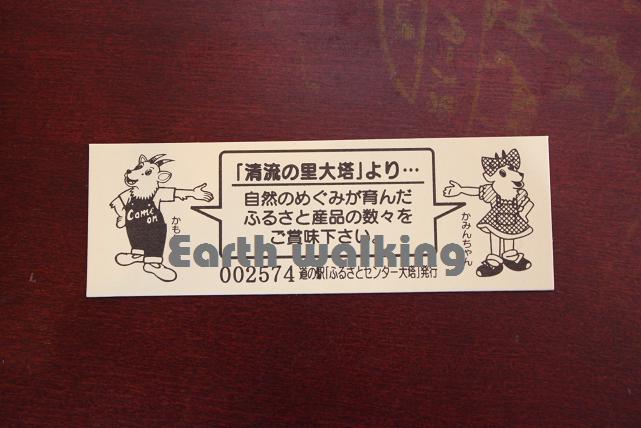 「清流の里大塔」より…
自然のめぐみが育んだ
ふるさと産品の数々を
ご賞味下さい。
Come on
かも
かみんちゃん
Earth walking
002574 道の駅「ふるさとセンター大塔」発行